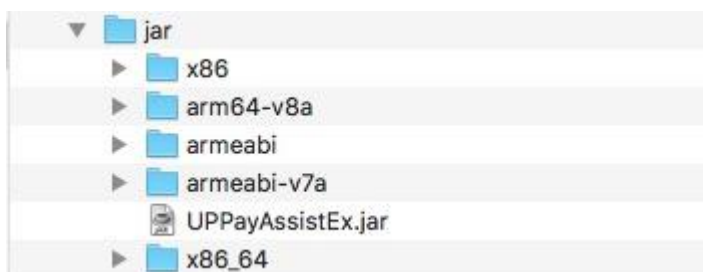 jar
x86
arm64-v8a
armeabi
armeabi-v7a
UPPayAssistEx.jar
x86_64